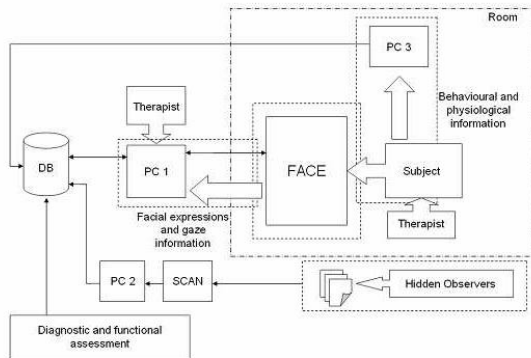 Room
PC 3
Therapist
Behavioural and
physiological
information
DB
PC 1
FACE
Subject
Facial expressions
and gaze
information
Therapist
PC 2
SCAN
Hidden Observers
Diagnostic and functional
assessment